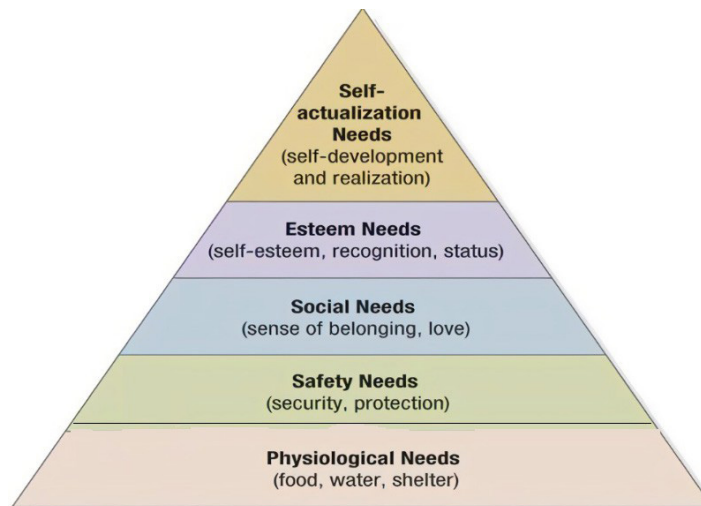 Self-
actualization
Needs
(self-development
and realization)
Esteem Needs
(self-esteem, recognition, status)
Social Needs
(sense of belonging, love)
Safety Needs
(security, protection)
Physiological Needs
(food, water, shelter)